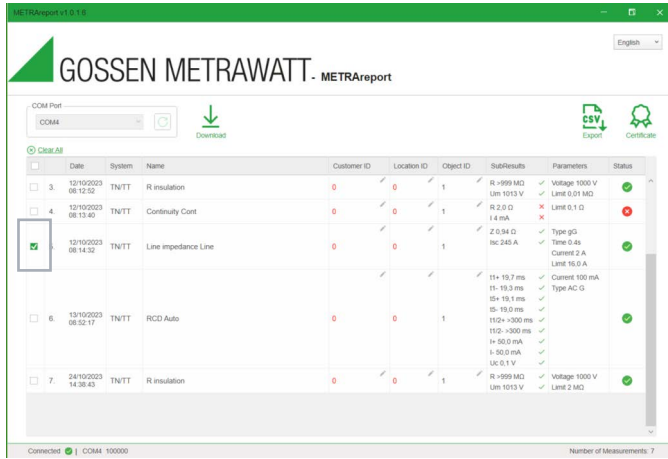 METRAreport v1.0.1.6
English
GOSSEN METRAWATT - METRAreport
COM Port
COM4
Download
CSV
Export
Certificate
Clear All
Date System Name Customer ID Location ID Object ID SubResults Parameters Status
3. 12/10/2023 08:12:52 TN/TT R insulation 0 0 1 R >999 MΩ Voltage 1000 V
Um 1013 V Limit 0,01 MΩ
4. 12/10/2023 08:13:40 TN/TT Continuity Cont 0 0 1 R 2,0 Ω Limit 0,1 Ω
I 4 mA
12/10/2023 08:14:32 TN/TT Line impedance Line 0 0 1 Z 0,94 Ω Type gG
Isc 245 A Time 0.4s
Current 2 A
Limit 16,0 A
6. 13/10/2023 06:52:17 TN/TT RCD Auto 0 0 1 t1+ 19,7 ms Current 100 mA
t1- 19,3 ms Type AC G
t5+ 19,1 ms
t5- 19,0 ms
t1/2+ >300 ms
t1/2- >300 ms
I+ 50,0 mA
I- 50,0 mA
Uc 0,1 V
7. 24/10/2023 14:38:43 TN/TT R insulation 0 0 1 R >999 MΩ Voltage 1000 V
Um 1013 V Limit 2 MΩ
Connected | COM4 100000 Number of Measurements: 7